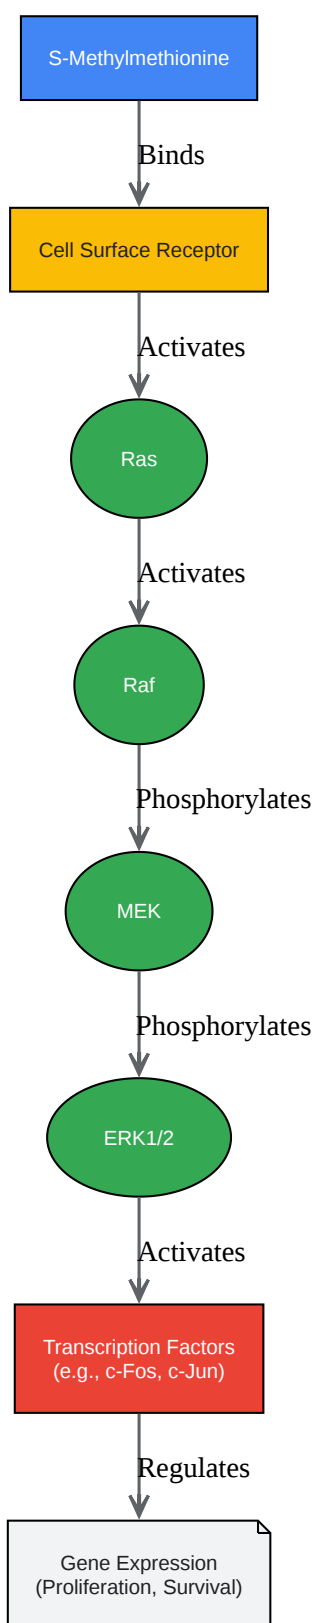 S-Methylmethionine
Binds
Cell Surface Receptor
Activates
Ras
Activates
Raf
Phosphorylates
MEK
Phosphorylates
ERK1/2
Activates
Transcription Factors
(e.g., c-Fos, c-Jun)
Regulates
Gene Expression
(Proliferation, Survival)